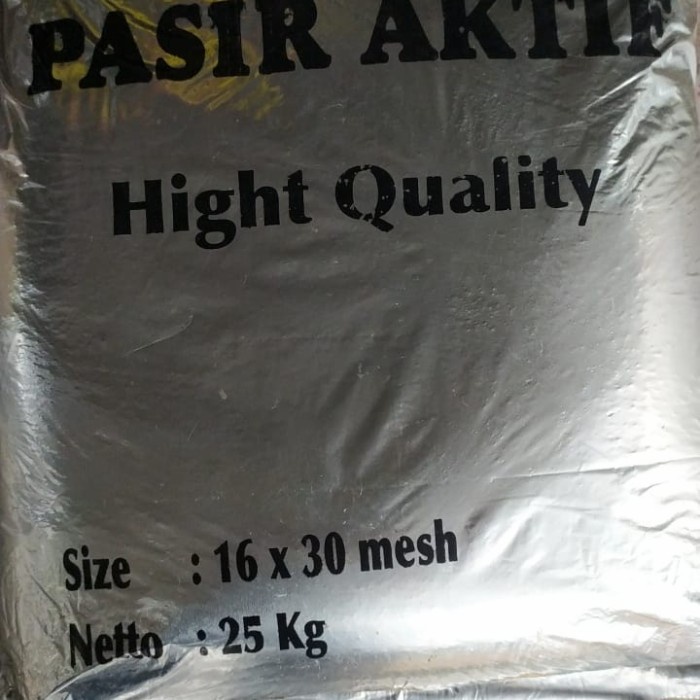 PASIR AKTIF
Hight Quality
Size : 16 x 30 mesh
Netto : 25 Kg